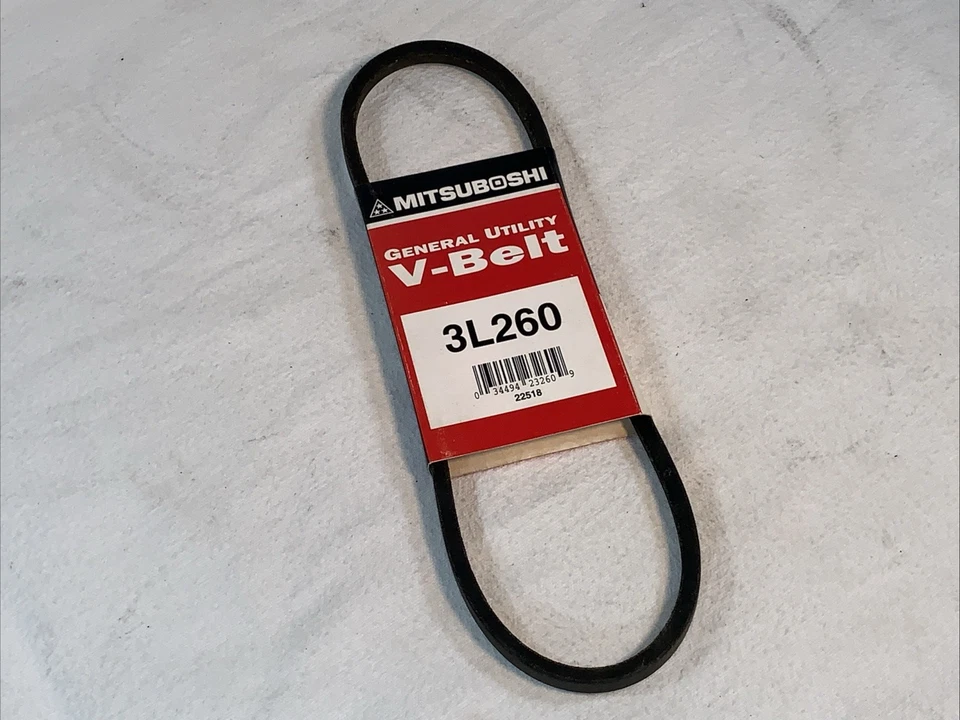 MITSUBOSHI
GENERAL UTILITY
V-Belt
3L260
0 34494 23260 9
22518